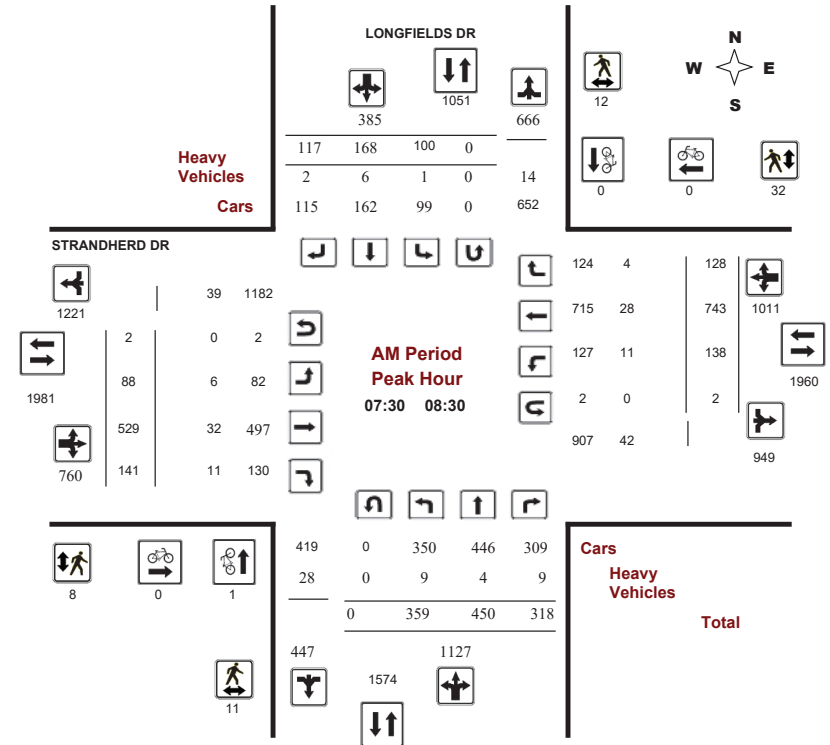 LONGFIELDS DR
N
W E
S
1051
12
385 666
117 168 100 0
Heavy
Vehicles
2 6 1 0 14
Cars
115 162 99 0 652
0 0 32
STRANDHERD DR
1221
39 1182
2 0 2
1981
88 6 82
529 32 497
760
141 11 130
AM Period
Peak Hour
07:30 08:30
124 4 128
715 28 743 1011
127 11 138
1960
2 0 2
907 42
949
8 0 1
11
419 0 350 446 309 Cars
28 0 9 4 9 Heavy
Vehicles
0 359 450 318 Total
447 1127
1574